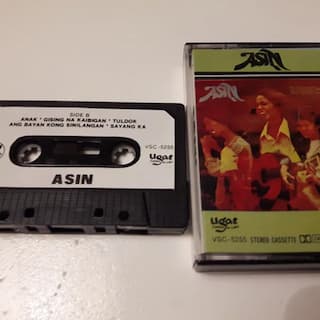 SIDE B
ANAK * GISING NA KAIBIGAN * TULDOK
ANG BAYAN KONG SINILANGAN * SAYANG KA
VSC-5255
Ugat
ASIN
ASIN
ASIN
Ugat
VSC-5255 STEREO CASSETTE